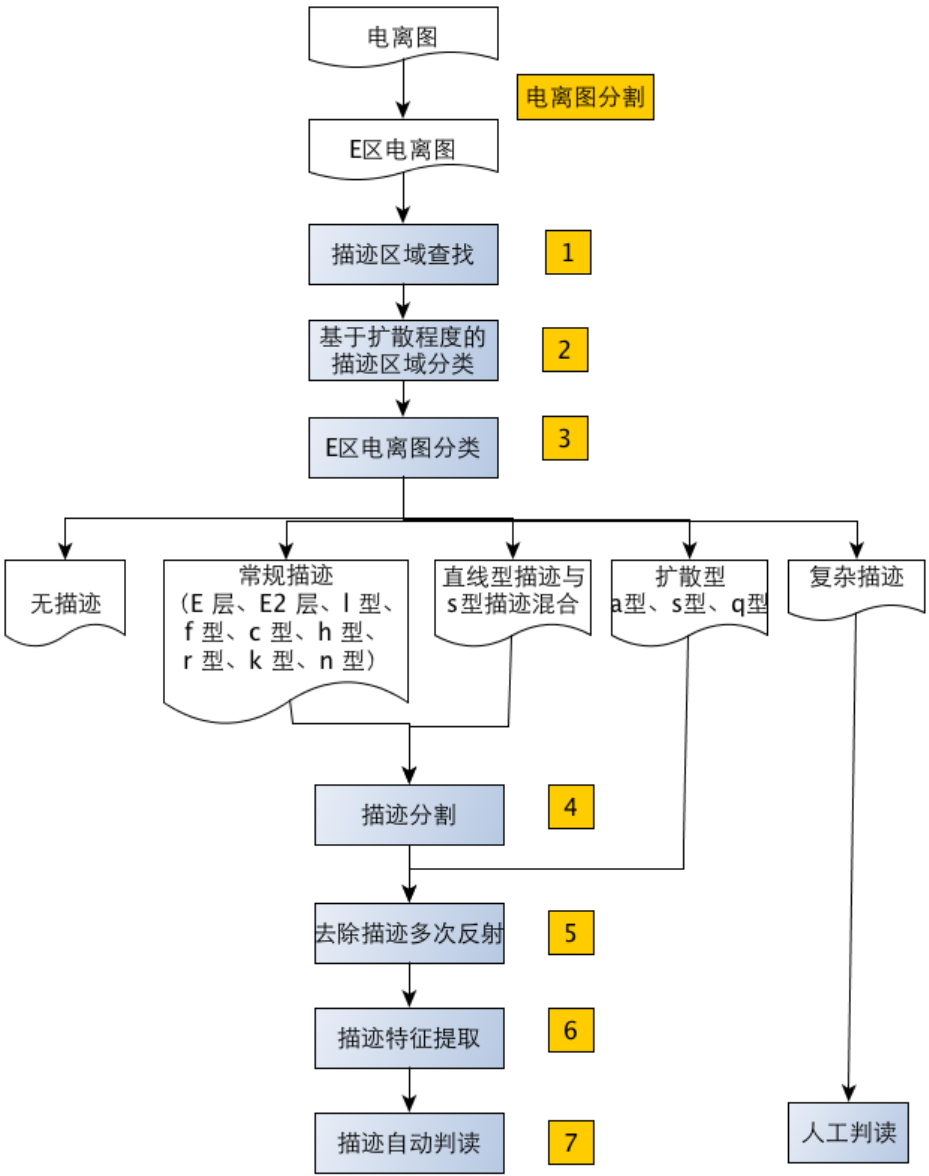 电离图
电离图分割
E区电离图
描迹区域查找
1
基于扩散程度的
描迹区域分类
2
E区电离图分类
3
无描迹
常规描迹
（E 层、E2 层、l 型、
f 型、c 型、h 型、
r 型、k 型、n 型）
直线型描迹与
s型描迹混合
扩散型
a型、s型、q型
复杂描迹
描迹分割
4
去除描迹多次反射
5
描迹特征提取
6
描迹自动判读
7
人工判读